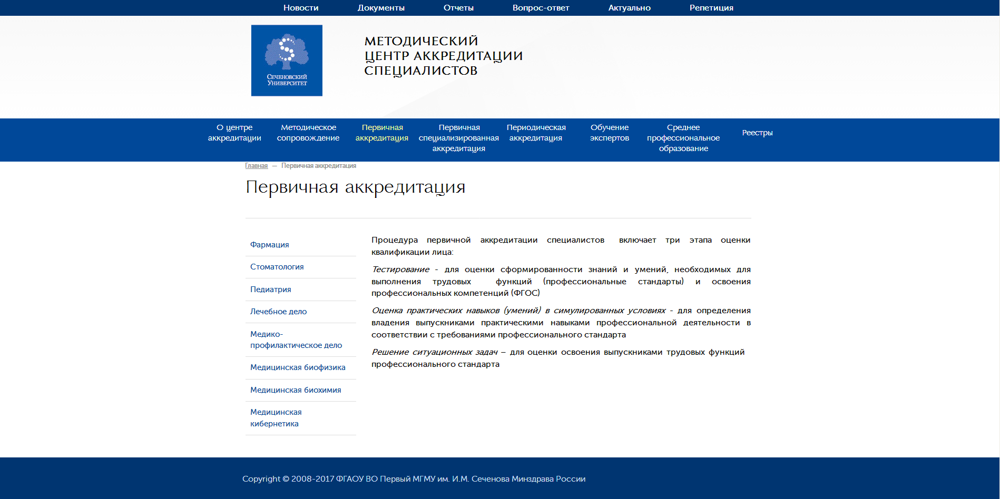 Новости Документы Отчеты Вопрос-ответ Актуально Репетиция
Сеченовский
Университет
МЕТОДИЧЕСКИЙ
ЦЕНТР АККРЕДИТАЦИИ
СПЕЦИАЛИСТОВ
О центре
аккредитации
Методическое
сопровождение
Первичная
аккредитация
Первичная
специализированная
аккредитация
Периодическая
аккредитация
Обучение
экспертов
Среднее
профессиональное
образование
Реестры
Главная — Первичная аккредитация
Первичная аккредитация
Фармация
Стоматология
Педиатрия
Лечебное дело
Медико-
профилактическое дело
Медицинская биофизика
Медицинская биохимия
Медицинская
кибернетика
Процедура первичной аккредитации специалистов включает три этапа оценки
квалификации лица:
Тестирование - для оценки сформированности знаний и умений, необходимых для
выполнения трудовых функций (профессиональные стандарты) и освоения
профессиональных компетенций (ФГОС)
Оценка практических навыков (умений) в симулированных условиях - для определения
владения выпускниками практическими навыками профессиональной деятельности в
соответствии с требованиями профессионального стандарта
Решение ситуационных задач – для оценки освоения выпускниками трудовых функций
профессионального стандарта
Copyright © 2008-2017 ФГАОУ ВО Первый МГМУ им. И.М. Сеченова Минздрава России